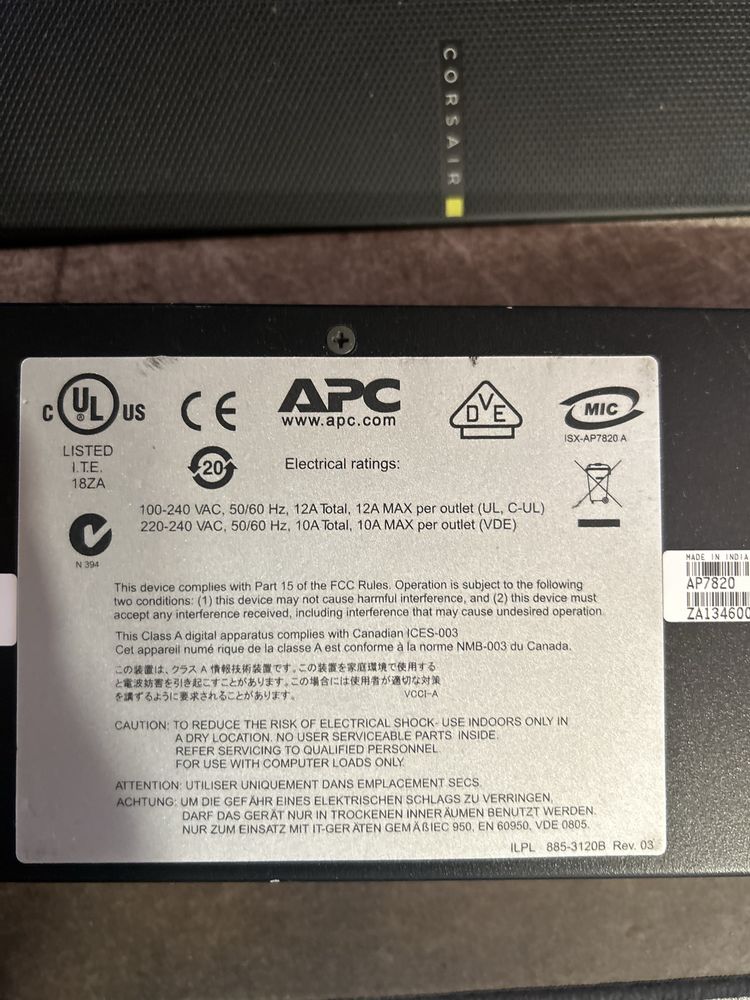 CORSAIR
C UL US
®
LISTED
I.T.E.
18ZA
CE
APC
www.apc.com
DVE
MIC
ISX-AP7820 A
20
Electrical ratings:
100-240 VAC, 50/60 Hz, 12A Total, 12A MAX per outlet (UL, C-UL)
220-240 VAC, 50/60 Hz, 10A Total, 10A MAX per outlet (VDE)
N 394
This device complies with Part 15 of the FCC Rules. Operation is subject to the following
two conditions: (1) this device may not cause harmful interference, and (2) this device must
accept any interference received, including interference that may cause undesired operation
This Class A digital apparatus complies with Canadian ICES-003
Cet appareil numé rique de la classe A est conforme à la norme NMB-003 du Canada.
この装置は、クラス A 情報技術装置です。この装置を家庭環境で使用する
と電波妨害を引き起こすことがあります。この場合には使用者が適切な対策
を講ずるように要求されることがあります。 VCCI-A
CAUTION: TO REDUCE THE RISK OF ELECTRICAL SHOCK- USE INDOORS ONLY IN
A DRY LOCATION. NO USER SERVICEABLE PARTS INSIDE.
REFER SERVICING TO QUALIFIED PERSONNEL
FOR USE WITH COMPUTER LOADS ONLY
ATTENTION: UTILISER UNIQUEMENT DANS EMPLACEMENT SECS.
ACHTUNG: UM DIE GEFÄHR EINES ELEKTRISCHEN SCHLAGS ZU VERRINGEN,
DARF DAS GERÄT NUR IN TROCKENEN INNERÄUMEN BENUTZT WERDEN.
NUR ZUM EINSATZ MIT IT-GERÄTEN GEMÄßIEC 950, EN 60950, VDE 0805.
ILPL 885-3120B Rev. 03
MADE IN INDIA
AP7820
ZA134600